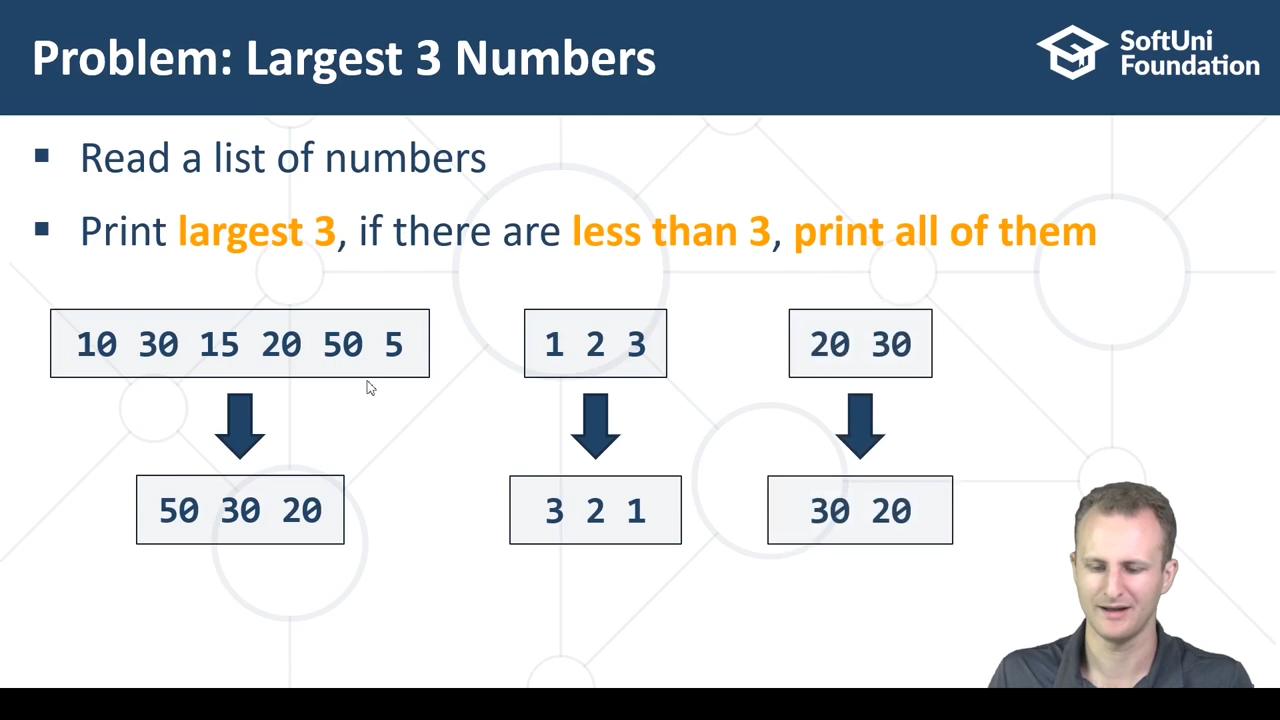 Problem: Largest 3 Numbers
SoftUni
Foundation
▪ Read a list of numbers
▪ Print largest 3, if there are less than 3, print all of them
10 30 15 20 50 5
1 2 3
20 30
50 30 20
3 2 1
30 20